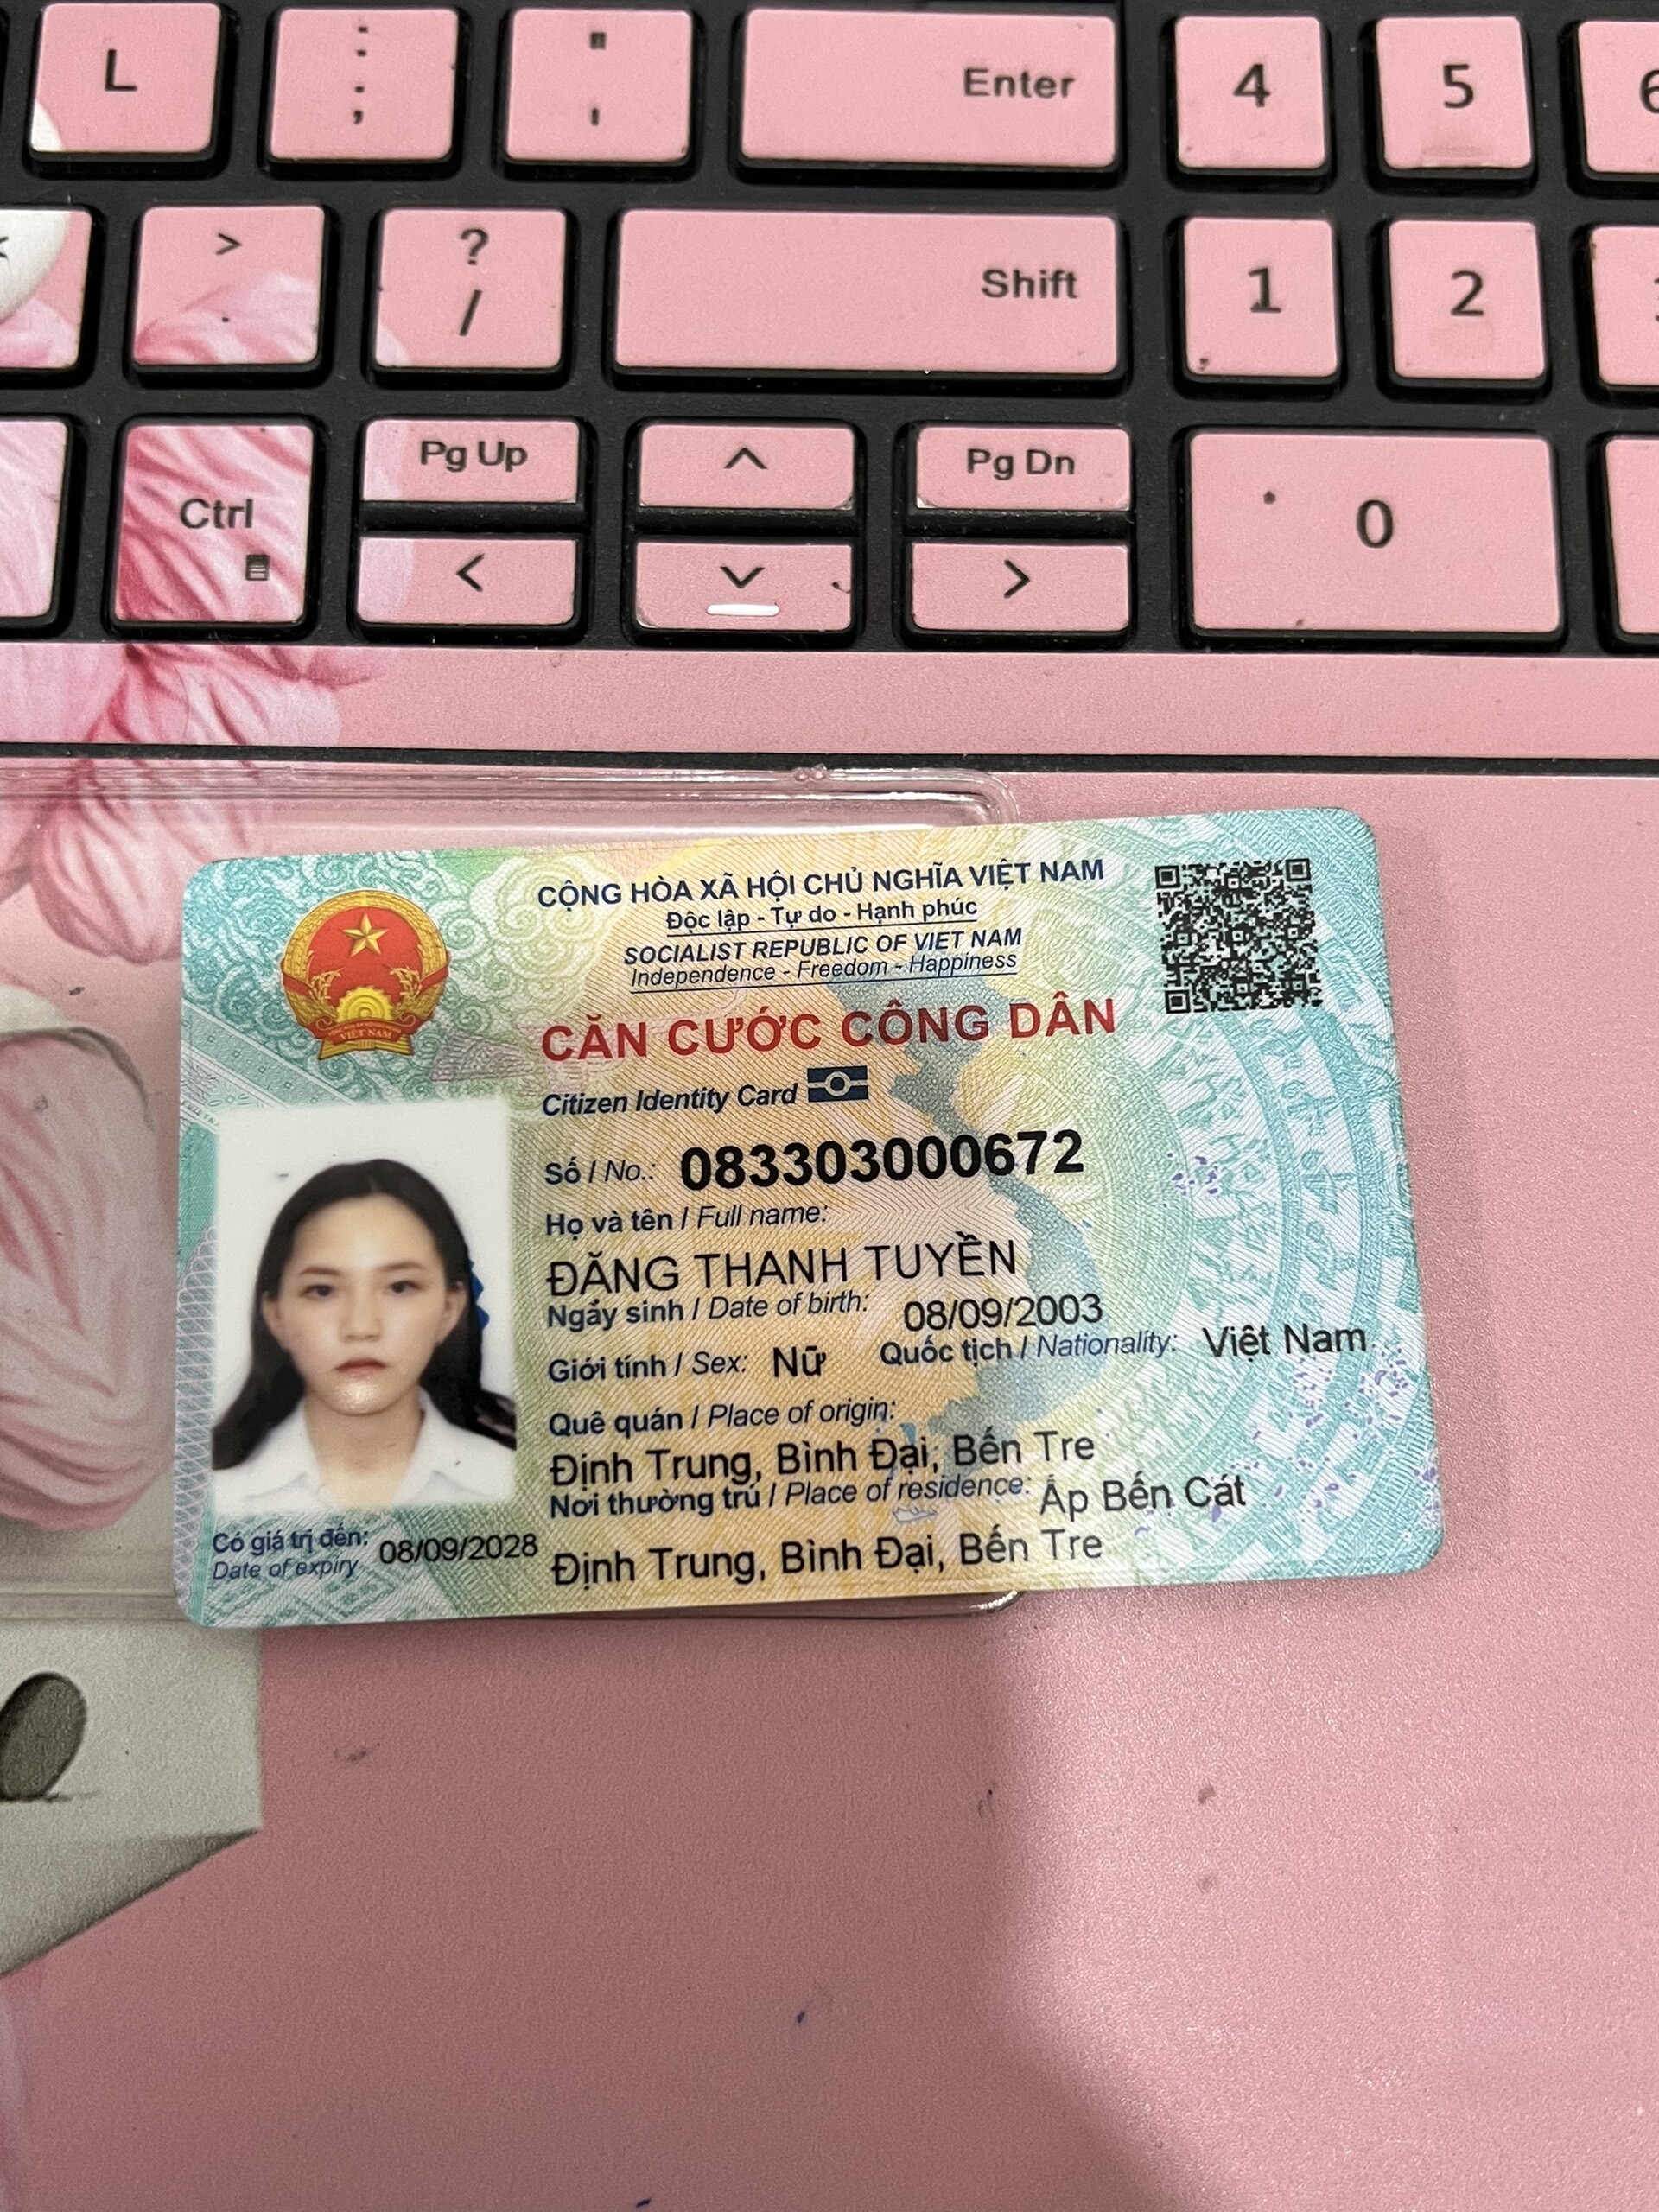 L : ; " ' Enter 4 5 6
< > . ? / Shift 1 2
Ctrl Pg Up ^ Pg Dn 0
< v >
CỘNG HÒA XÃ HỘI CHỦ NGHĨA VIỆT NAM
Độc lập - Tự do - Hạnh phúc
SOCIALIST REPUBLIC OF VIET NAM
Independence - Freedom - Happiness
VIỆT NAM
CĂN CƯỚC CÔNG DÂN
Citizen Identity Card
Số / No.: 083303000672
Họ và tên / Full name:
ĐẶNG THANH TUYỀN
Ngày sinh / Date of birth: 08/09/2003
Giới tính / Sex: Nữ Quốc tịch / Nationality: Việt Nam
Quê quán / Place of origin:
Định Trung, Bình Đại, Bến Tre
Nơi thường trú / Place of residence: Ấp Bến Cát
Định Trung, Bình Đại, Bến Tre
Có giá trị đến: 08/09/2028
Date of expiry